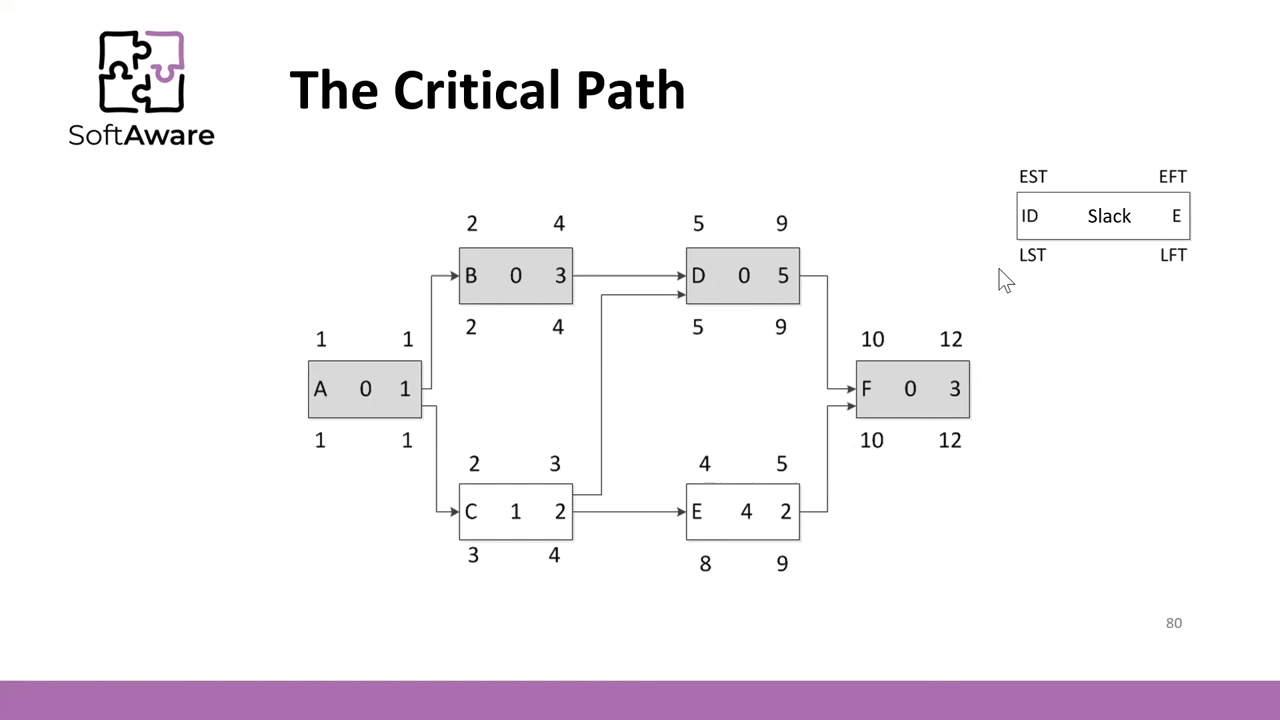 The Critical Path
SoftAware
EST EFT
ID Slack E
LST LFT
2 4
B 0 3
2 4
5 9
D 0 5
5 9
1 1
A 0 1
1 1
10 12
F 0 3
10 12
2 3
C 1 2
3 4
4 5
E 4 2
8 9
80